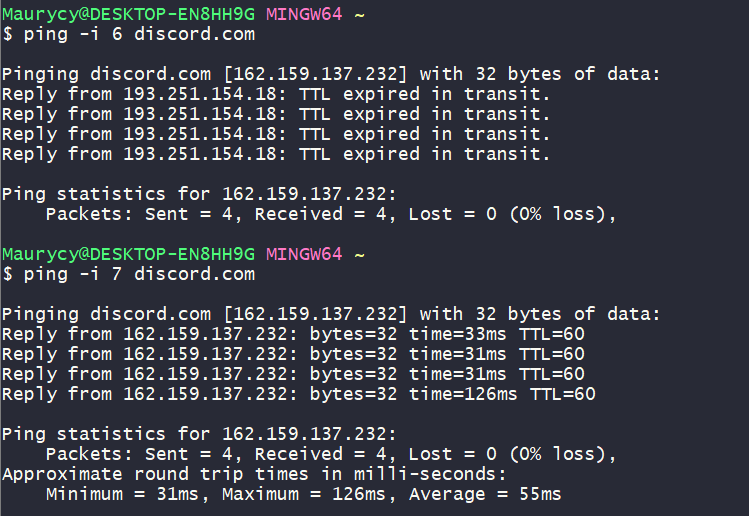 Maurycy@DESKTOP-EN8HH9G MINGW64 ~
$ ping -i 6 discord.com
Pinging discord.com [162.159.137.232] with 32 bytes of data:
Reply from 193.251.154.18: TTL expired in transit.
Reply from 193.251.154.18: TTL expired in transit.
Reply from 193.251.154.18: TTL expired in transit.
Reply from 193.251.154.18: TTL expired in transit.
Ping statistics for 162.159.137.232:
    Packets: Sent = 4, Received = 4, Lost = 0 (0% loss),
Maurycy@DESKTOP-EN8HH9G MINGW64 ~
$ ping -i 7 discord.com
Pinging discord.com [162.159.137.232] with 32 bytes of data:
Reply from 162.159.137.232: bytes=32 time=33ms TTL=60
Reply from 162.159.137.232: bytes=32 time=31ms TTL=60
Reply from 162.159.137.232: bytes=32 time=31ms TTL=60
Reply from 162.159.137.232: bytes=32 time=126ms TTL=60
Ping statistics for 162.159.137.232:
    Packets: Sent = 4, Received = 4, Lost = 0 (0% loss),
Approximate round trip times in milli-seconds:
    Minimum = 31ms, Maximum = 126ms, Average = 55ms